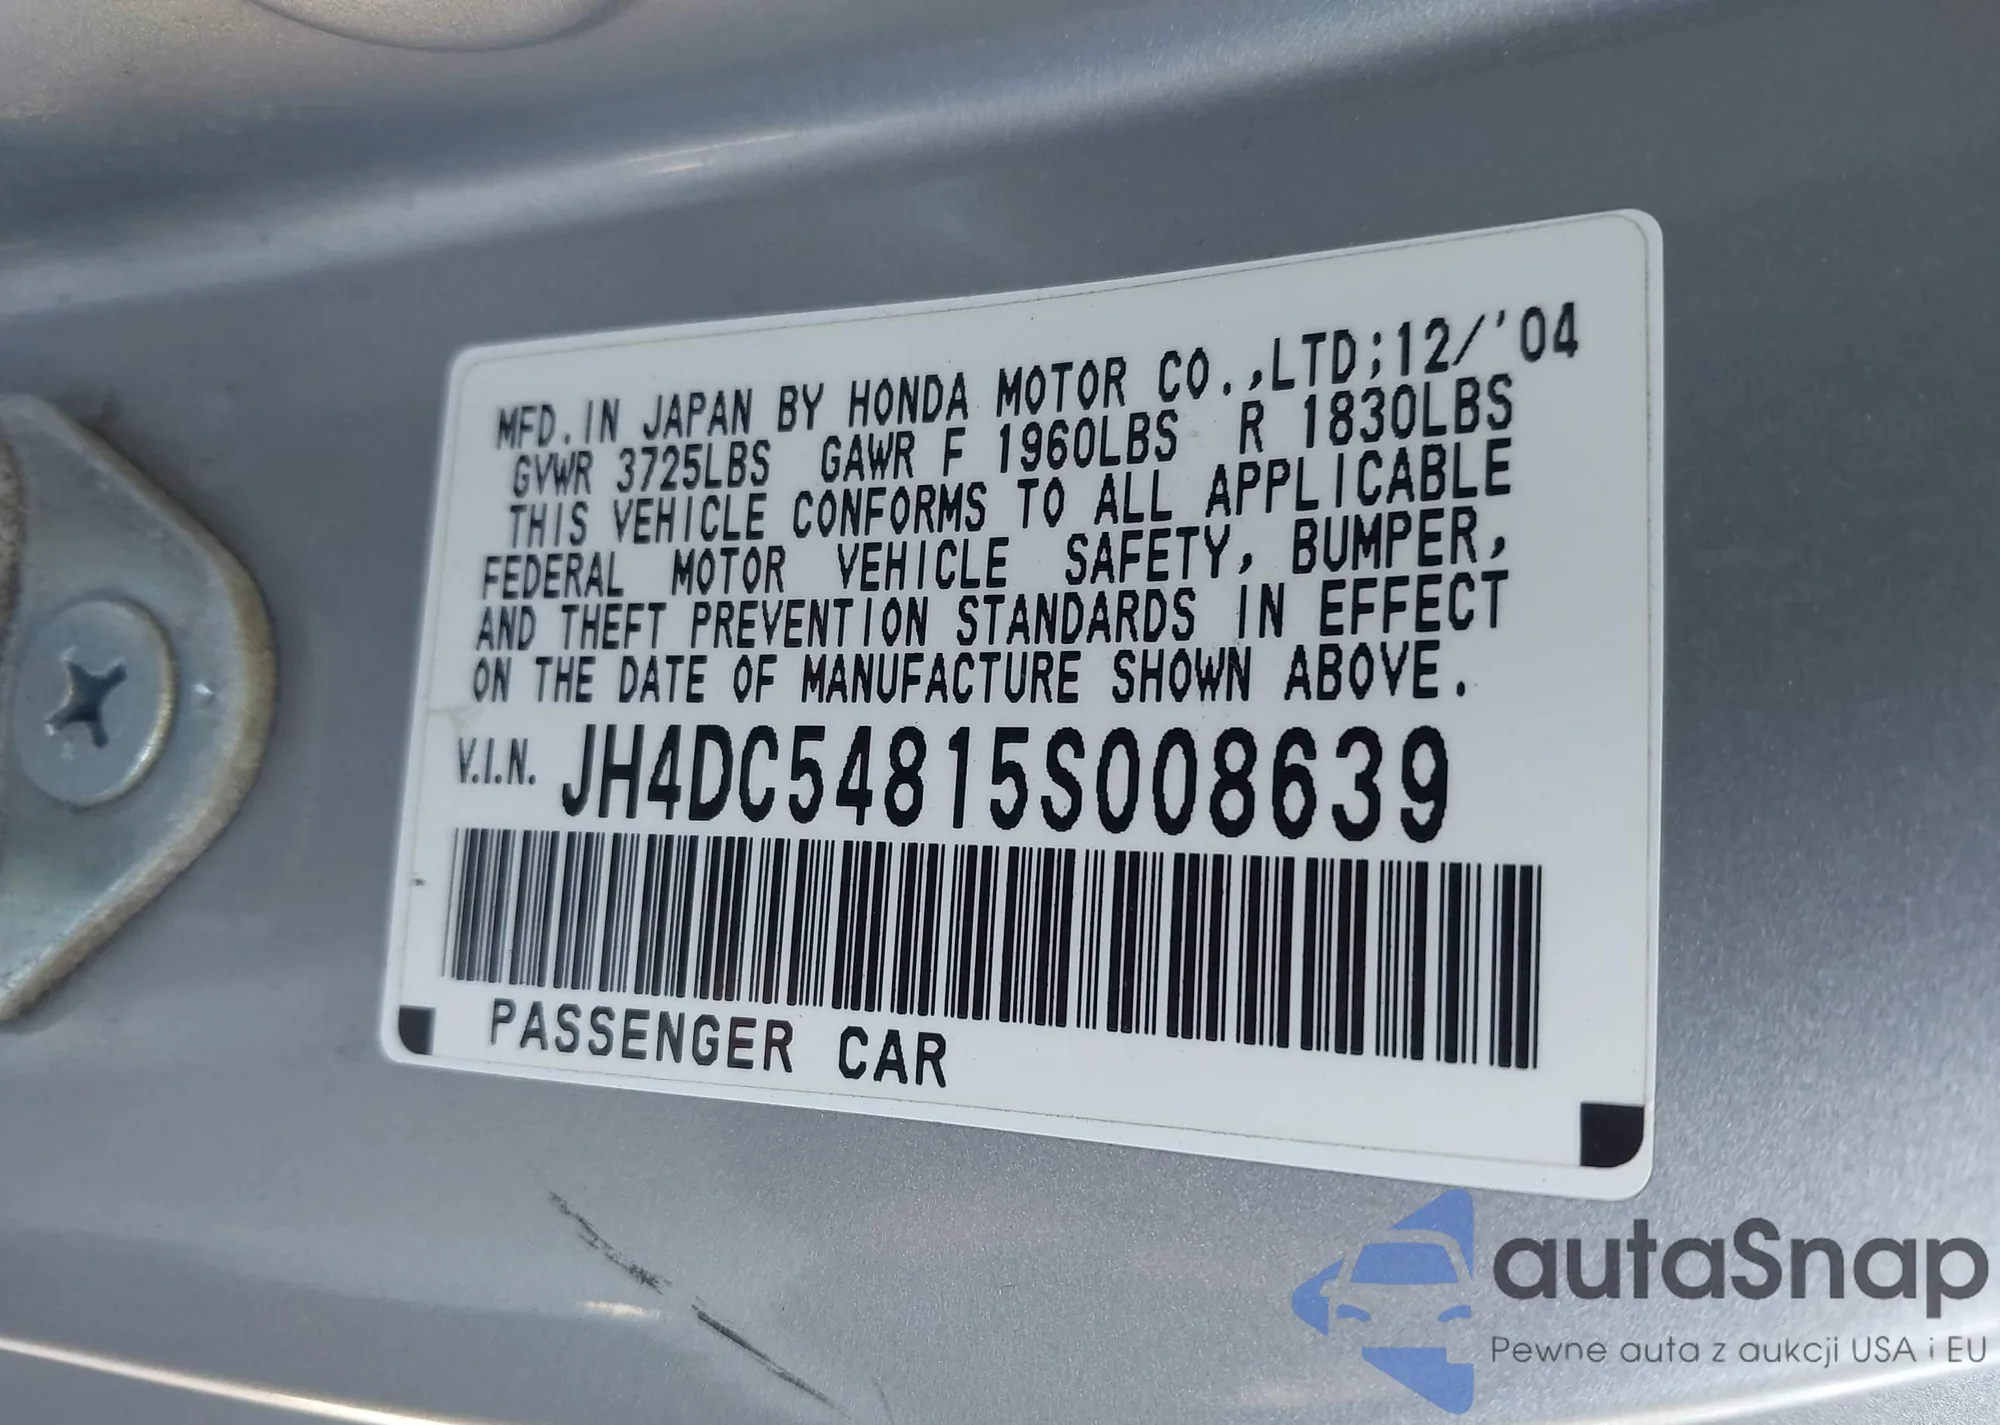 MFD. IN JAPAN BY HONDA MOTOR CO.,LTD;12/'04
GVWR 3725LBS GAWR F 1960LBS R 1830LBS
THIS VEHICLE CONFORMS TO ALL APPLICABLE
FEDERAL MOTOR VEHICLE SAFETY, BUMPER,
AND THEFT PREVENTION STANDARDS IN EFFECT
ON THE DATE OF MANUFACTURE SHOWN ABOVE.
V.I.N. JH4DC54815S008639
PASSENGER CAR
autaSnap
Pewne auta z aukcji USA i EU